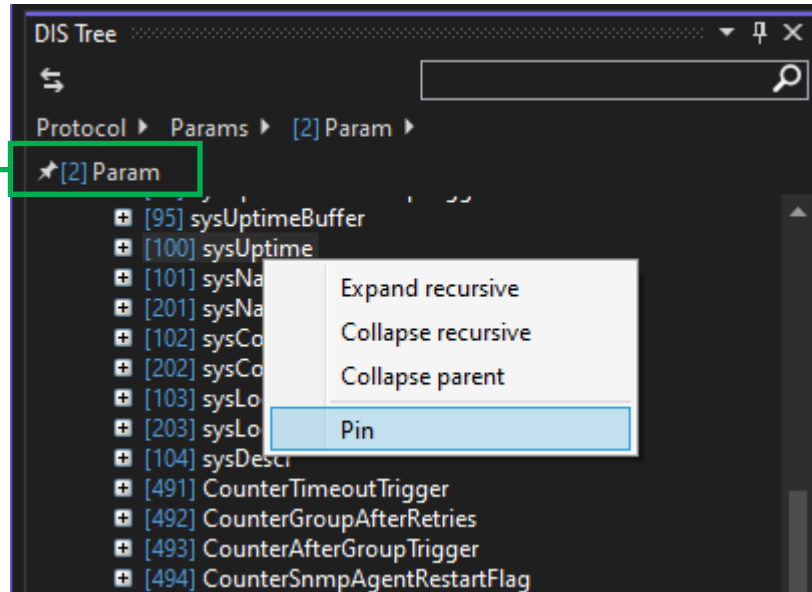 DIS Tree
Protocol Params [2] Param
[2] Param
[95] sysUptimeBuffer
[100] sysUptime
[101] sysNa
[201] sysNa
[102] sysCo
[202] sysCo
[103] sysLo
[203] sysLo
[104] sysDescr
[491] CounterTimeoutTrigger
[492] CounterGroupAfterRetries
[493] CounterAfterGroupTrigger
[494] CounterSnmpAgentRestartFlag
Expand recursive
Collapse recursive
Collapse parent
Pin